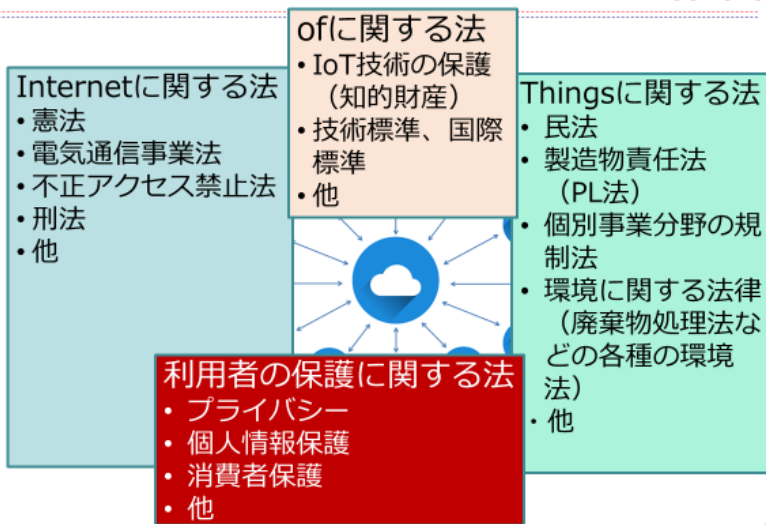 ofに関する法
• IoT技術の保護
（知的財産）
• 技術標準、国際
標準
• 他
Internetに関する法
• 憲法
• 電気通信事業法
• 不正アクセス禁止法
• 刑法
• 他
Thingsに関する法
• 民法
• 製造物責任法
（PL法）
• 個別事業分野の規
制法
• 環境に関する法律
（廃棄物処理法な
どの各種の環境
法）
・他
利用者の保護に関する法
• プライバシー
• 個人情報保護
• 消費者保護
• 他